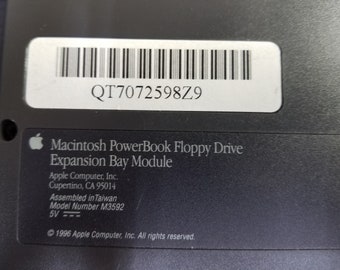 QT7072598Z9
Macintosh PowerBook Floppy Drive
Expansion Bay Module
Apple Computer, Inc.
Cupertino, CA 95014
Assembled in Taiwan
Model Number M3592
5V
© 1996 Apple Computer, Inc. All rights reserved.